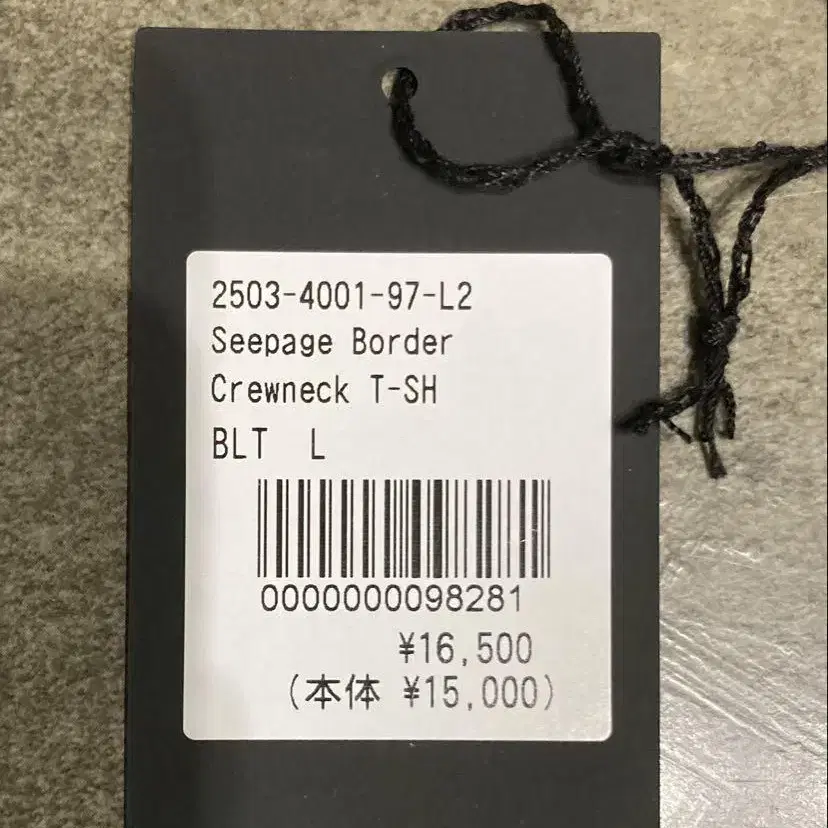 2503-4001-97-L2
Seepage Border
Crewneck T-SH
BLT L
0000000098281
¥16,500
(本体 ¥15,000)